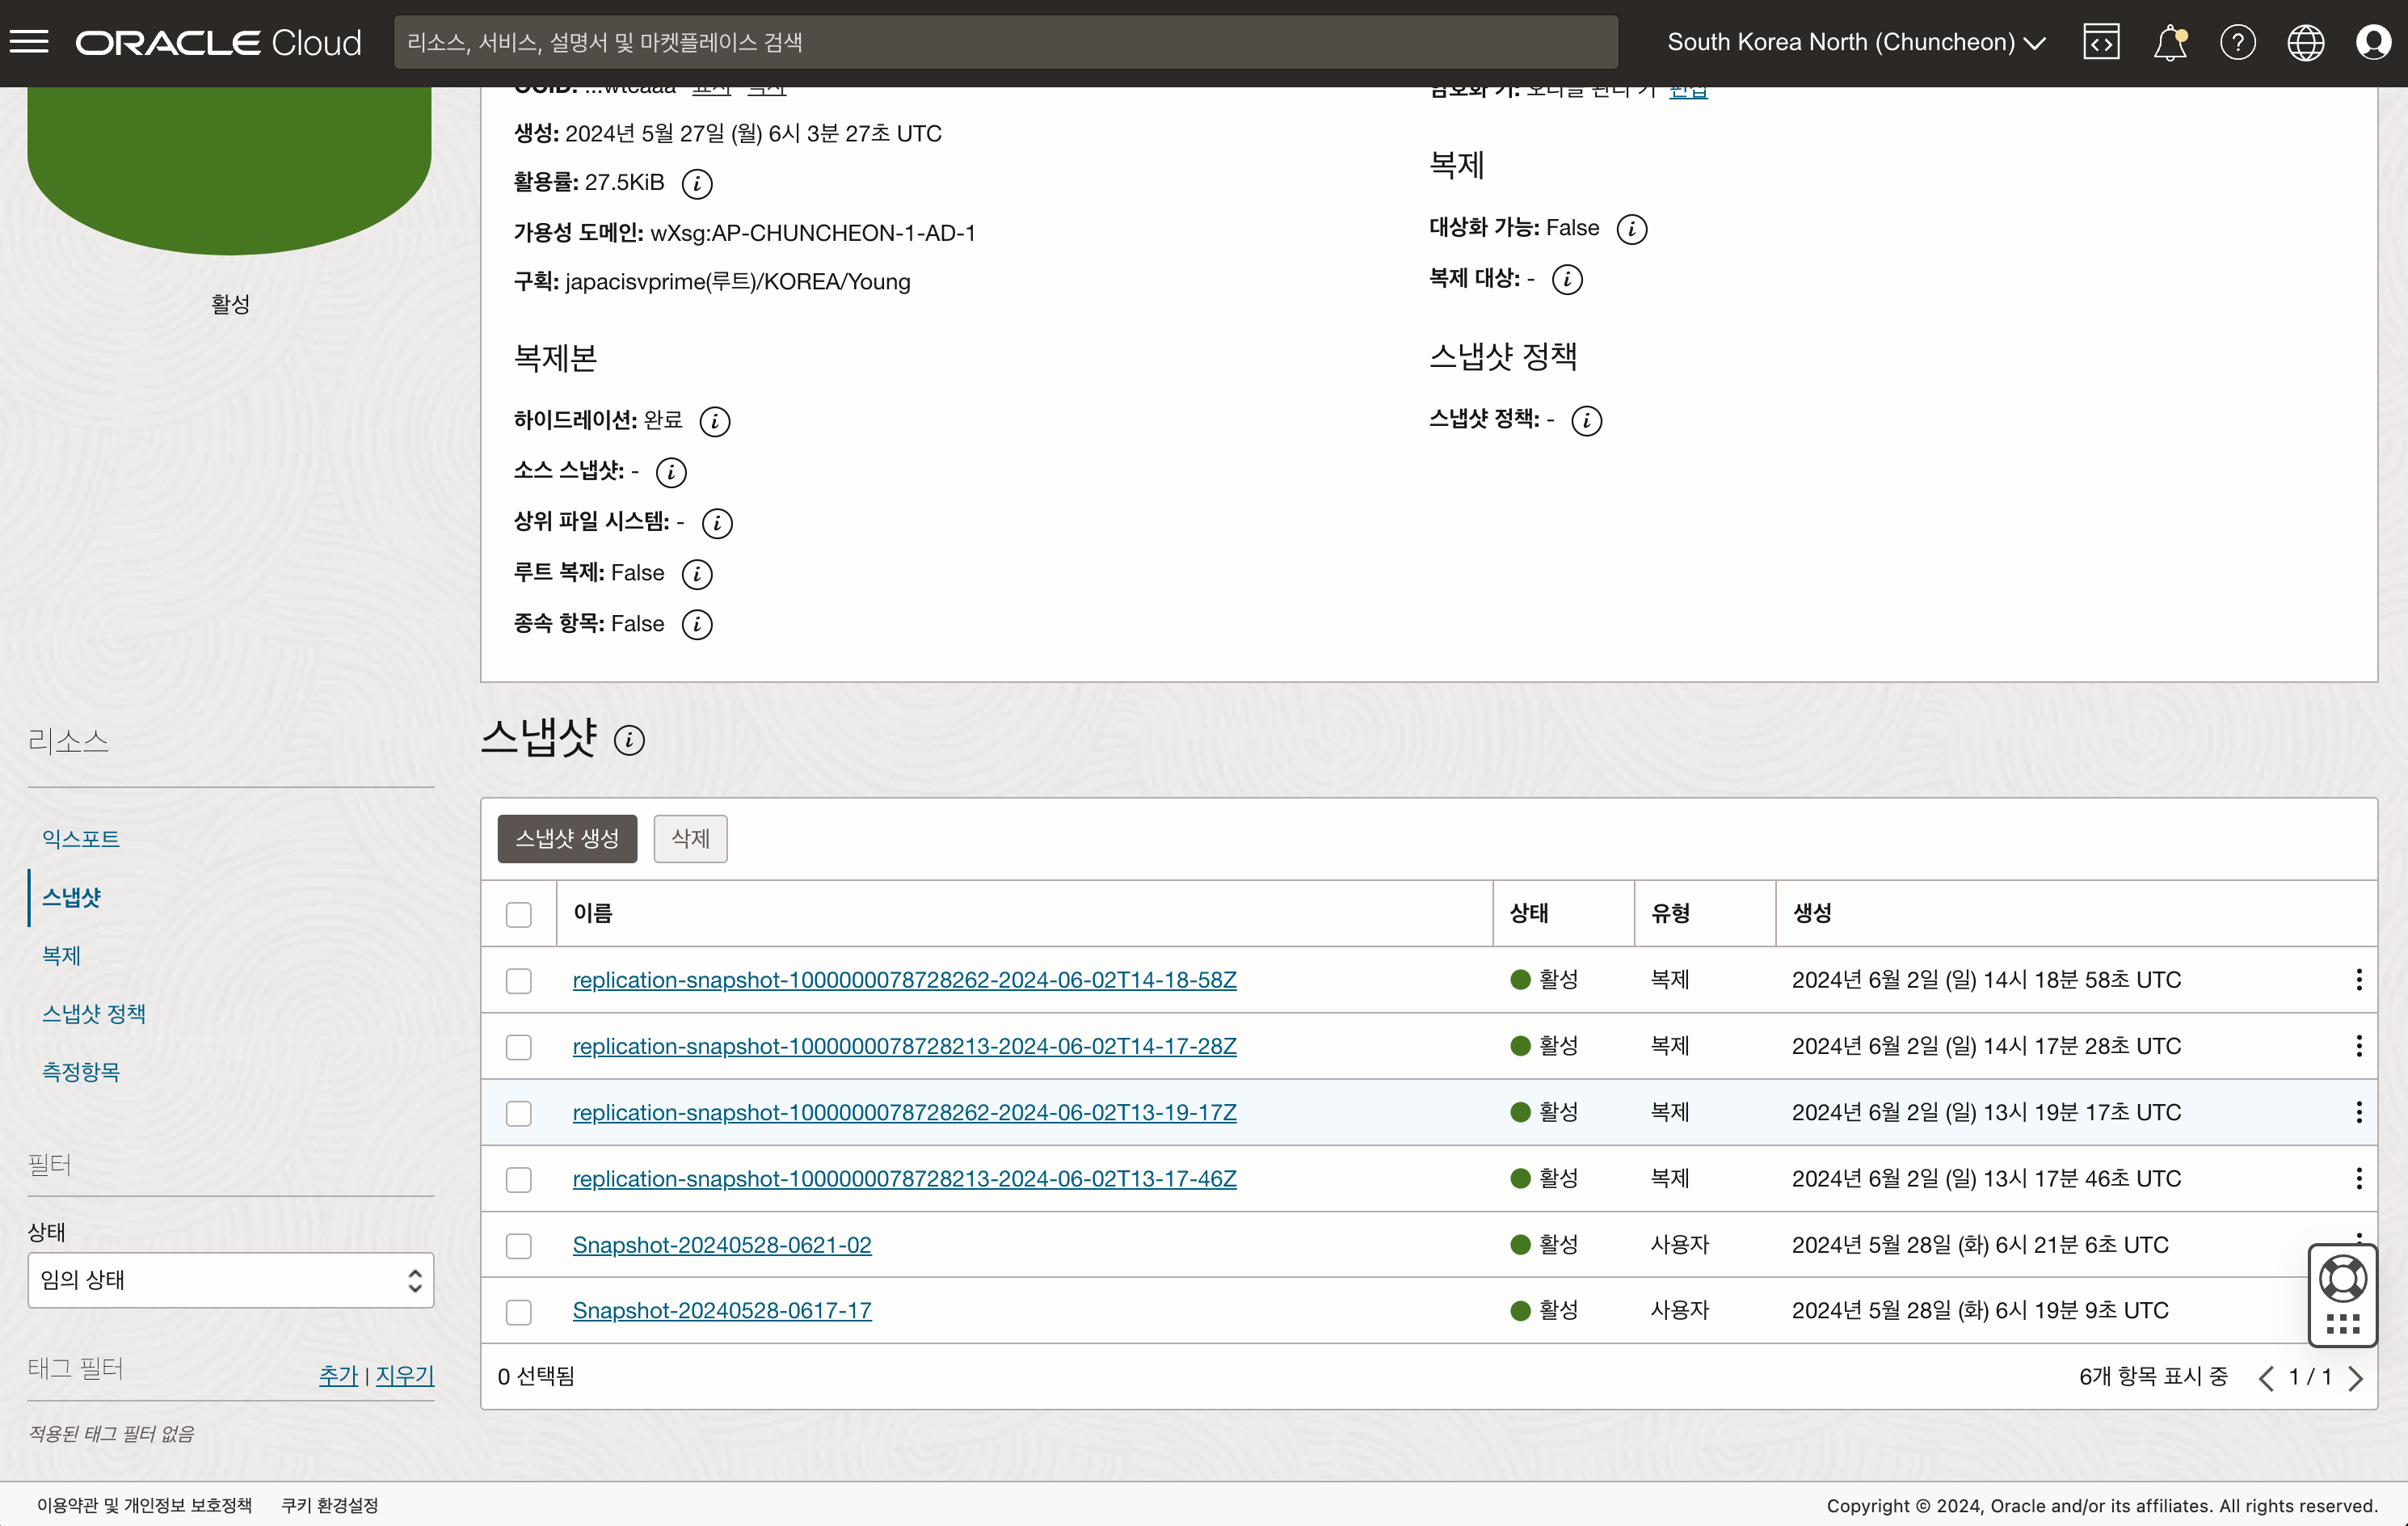 ORACLE Cloud
리소스, 서비스, 설명서 및 마켓플레이스 검색
South Korea North (Chuncheon)
활성
OCID: ...wtcaaa 표시 복사
생성: 2024년 5월 27일 (월) 6시 3분 27초 UTC
활용률: 27.5KiB
가용성 도메인: wXsg:AP-CHUNCHEON-1-AD-1
구획: japacisvprime(루트)/KOREA/Young
복제본
하이드레이션: 완료
소스 스냅샷: -
상위 파일 시스템: -
루트 복제: False
종속 항목: False
암호화 키: 오라클 관리 키 편집
복제
대상화 가능: False
복제 대상: -
스냅샷 정책
스냅샷 정책: -
리소스
익스포트
스냅샷
복제
스냅샷 정책
측정항목
필터
상태
임의 상태
태그 필터 추가 | 지우기
적용된 태그 필터 없음
스냅샷
스냅샷 생성 삭제
이름 상태 유형 생성
replication-snapshot-1000000078728262-2024-06-02T14-18-58Z 활성 복제 2024년 6월 2일 (일) 14시 18분 58초 UTC
replication-snapshot-1000000078728213-2024-06-02T14-17-28Z 활성 복제 2024년 6월 2일 (일) 14시 17분 28초 UTC
replication-snapshot-1000000078728262-2024-06-02T13-19-17Z 활성 복제 2024년 6월 2일 (일) 13시 19분 17초 UTC
replication-snapshot-1000000078728213-2024-06-02T13-17-46Z 활성 복제 2024년 6월 2일 (일) 13시 17분 46초 UTC
Snapshot-20240528-0621-02 활성 사용자 2024년 5월 28일 (화) 6시 21분 6초 UTC
Snapshot-20240528-0617-17 활성 사용자 2024년 5월 28일 (화) 6시 19분 9초 UTC
0 선택됨 6개 항목 표시 중 1 / 1
이용약관 및 개인정보 보호정책 쿠키 환경설정
Copyright © 2024, Oracle and/or its affiliates. All rights reserved.